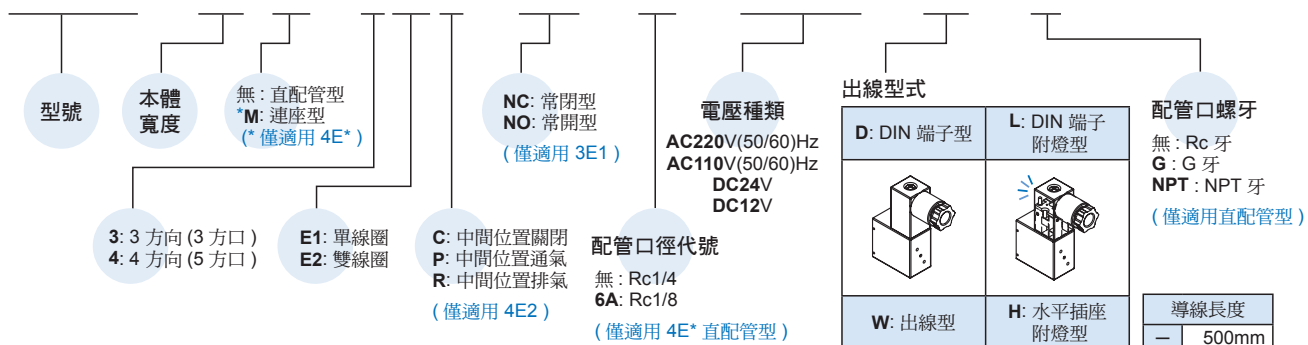 型號
本體
寬度
無 : 直配管型
*M: 連座型
(* 僅適用 4E* )
3: 3 方向 (3 方口 )
4: 4 方向 (5 方口 )
E1: 單線圈
E2: 雙線圈
C: 中間位置關閉
P: 中間位置通氣
R: 中間位置排氣
( 僅適用 4E2 )
NC: 常閉型
NO: 常開型
( 僅適用 3E1 )
配管口徑代號
無 : Rc1/4
6A: Rc1/8
( 僅適用 4E* 直配管型 )
電壓種類
AC220V(50/60)Hz
AC110V(50/60)Hz
DC24V
DC12V
出線型式
D: DIN 端子型
L: DIN 端子
附燈型
W: 出線型
H: 水平插座
附燈型
配管口螺牙
無 : Rc 牙
G : G 牙
NPT : NPT 牙
( 僅適用直配管型 )
導線長度
─ 500mm